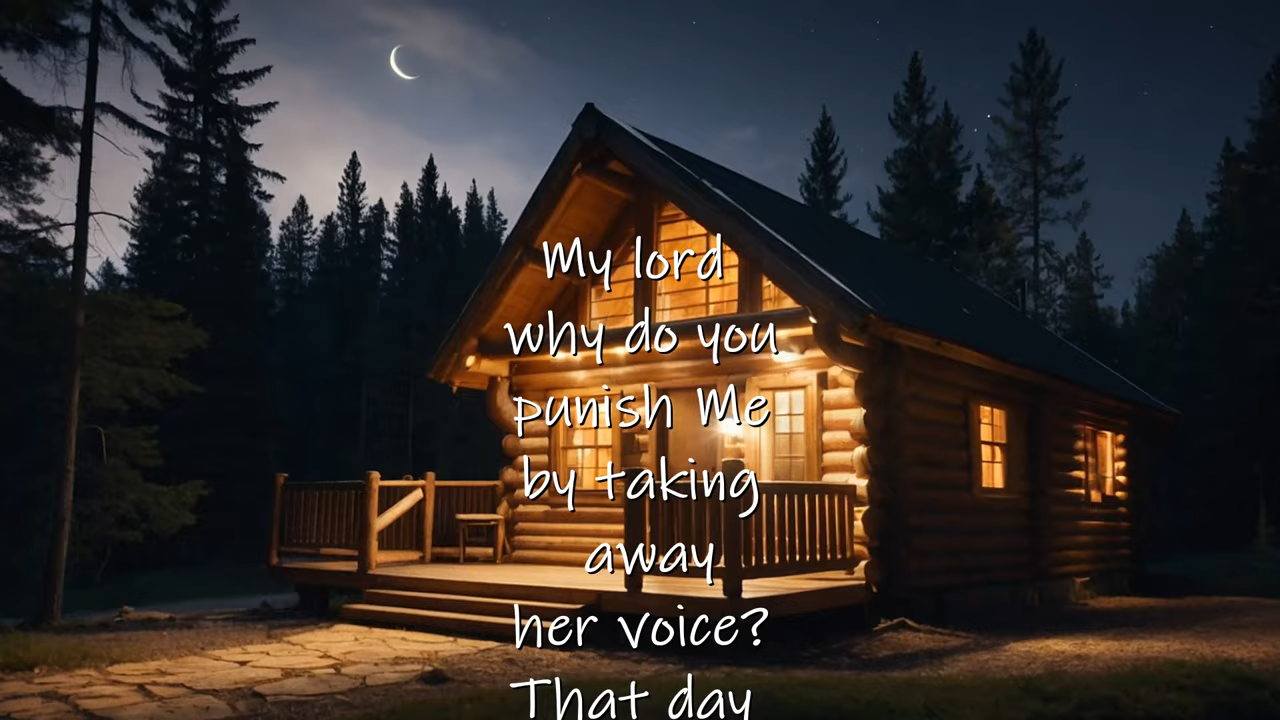 My lord
why do you
punish Me
by taking
away
her voice?
That day